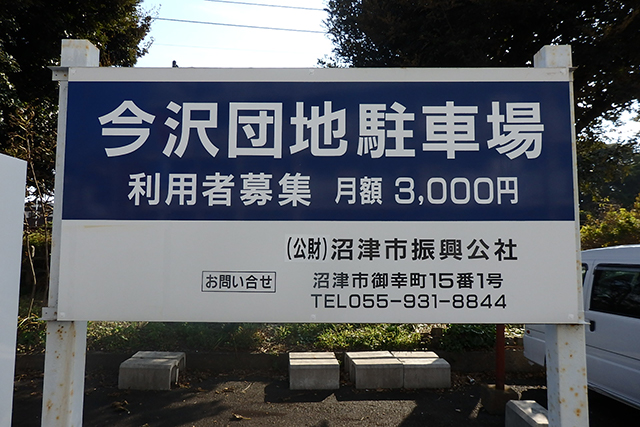 今沢団地駐車場
利用者募集 月額 3,000円
(公財)沼津市振興公社
お問い合せ 沼津市御幸町15番1号
TEL055-931-8844